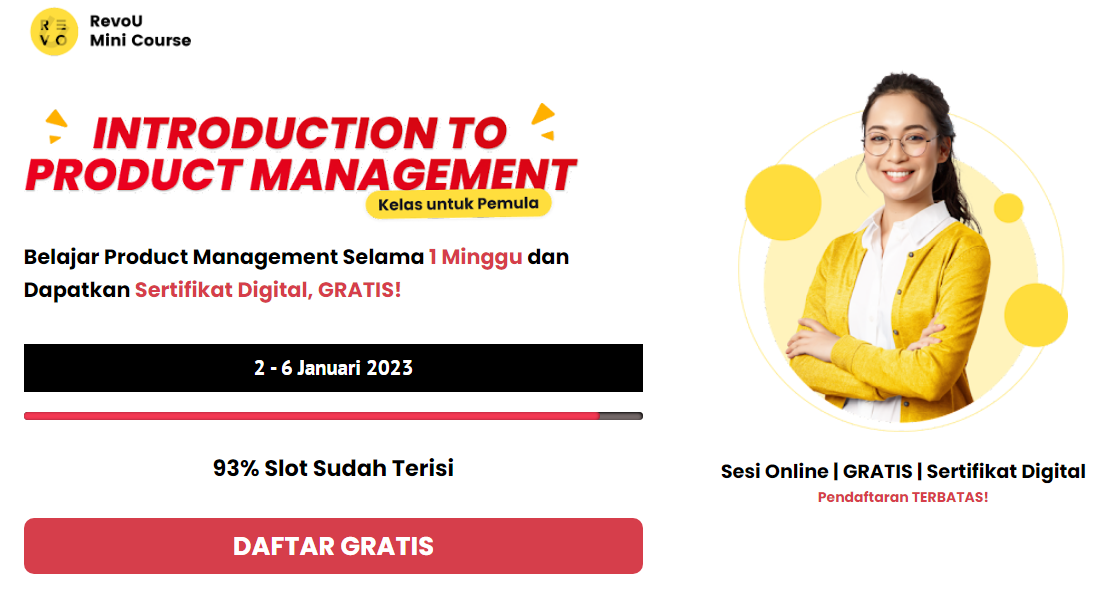 REVO
RevoU
Mini Course
INTRODUCTION TO
PRODUCT MANAGEMENT
Kelas untuk Pemula
Belajar Product Management Selama 1 Minggu dan
Dapatkan Sertifikat Digital, GRATIS!
2 - 6 Januari 2023
93% Slot Sudah Terisi
DAFTAR GRATIS
Sesi Online | GRATIS | Sertifikat Digital
Pendaftaran TERBATAS!